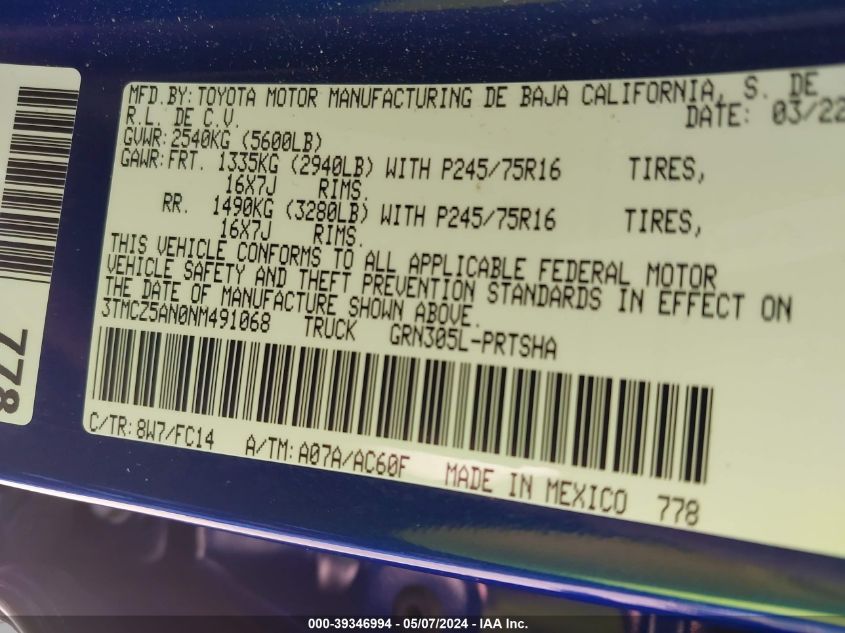 MFD.BY:TOYOTA MOTOR MANUFACTURING DE BAJA CALIFORNIA, S. DE
R.L. DE C.V. DATE: 03/22
GVWR:2540KG (5600LB)
GAWR:FRT. 1335KG (2940LB) WITH P245/75R16 TIRES,
16X7J RIMS.
RR. 1490KG (3280LB) WITH P245/75R16 TIRES,
16X7J RIMS.
THIS VEHICLE CONFORMS TO ALL APPLICABLE FEDERAL MOTOR
VEHICLE SAFETY AND THEFT PREVENTION STANDARDS IN EFFECT ON
THE DATE OF MANUFACTURE SHOWN ABOVE.
3TMCZ5AN0NM491068 TRUCK GRN305L-PRTSHA
C/TR:8W7/FC14 A/TM:A07A/AC60F MADE IN MEXICO 778
778
000-39346994 — 05/07/2024 — IAA Inc.